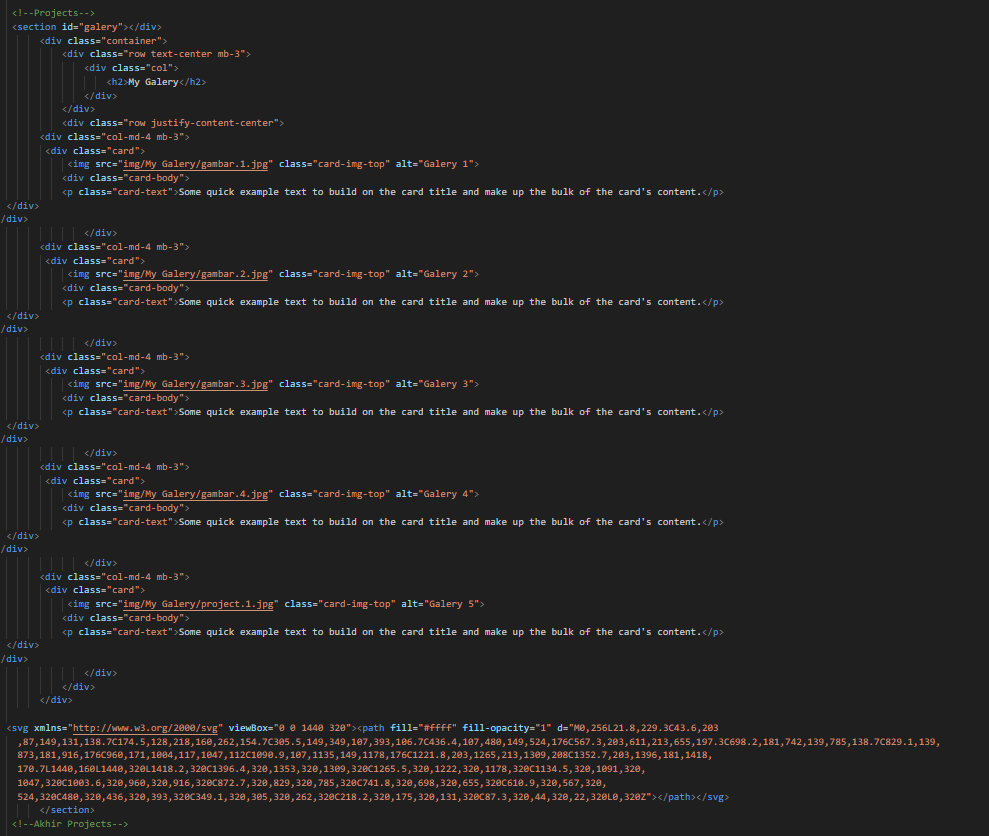 <!--Projects-->
<section id="galery"></div>
<div class="container">
<div class="row text-center mb-3">
<div class="col">
<h2>My Galery</h2>
</div>
</div>
<div class="row justify-content-center">
<div class="col-md-4 mb-3">
<div class="card">
<img src="img/My Galery/gambar.1.jpg" class="card-img-top" alt="Galery 1">
<div class="card-body">
<p class="card-text">Some quick example text to build on the card title and make up the bulk of the card's content.</p>
</div>
/div>
</div>
<div class="col-md-4 mb-3">
<div class="card">
<img src="img/My Galery/gambar.2.jpg" class="card-img-top" alt="Galery 2">
<div class="card-body">
<p class="card-text">Some quick example text to build on the card title and make up the bulk of the card's content.</p>
</div>
/div>
</div>
<div class="col-md-4 mb-3">
<div class="card">
<img src="img/My Galery/gambar.3.jpg" class="card-img-top" alt="Galery 3">
<div class="card-body">
<p class="card-text">Some quick example text to build on the card title and make up the bulk of the card's content.</p>
</div>
/div>
</div>
<div class="col-md-4 mb-3">
<div class="card">
<img src="img/My Galery/gambar.4.jpg" class="card-img-top" alt="Galery 4">
<div class="card-body">
<p class="card-text">Some quick example text to build on the card title and make up the bulk of the card's content.</p>
</div>
/div>
</div>
<div class="col-md-4 mb-3">
<div class="card">
<img src="img/My Galery/project.1.jpg" class="card-img-top" alt="Galery 5">
<div class="card-body">
<p class="card-text">Some quick example text to build on the card title and make up the bulk of the card's content.</p>
</div>
/div>
</div>
</div>
</div>
<svg xmlns="http://www.w3.org/2000/svg" viewBox="0 0 1440 320"><path fill="#ffff" fill-opacity="1" d="M0,256L21.8,229.3C43.6,203
,87,149,131,138.7C174.5,128,218,160,262,154.7C305.5,149,349,107,393,106.7C436.4,107,480,149,524,176C567.3,203,611,213,655,197.3C698.2,181,742,139,785,138.7C829.1,139,
873,181,916,176C960,171,1004,117,1047,112C1090.9,107,1135,149,1178,176C1221.8,203,1265,213,1309,208C1352.7,203,1396,181,1418,
170.7L1440,160L1440,320L1418.2,320C1396.4,320,1353,320,1309,320C1265.5,320,1222,320,1178,320C1134.5,320,1091,320,
1047,320C1003.6,320,960,320,916,320C872.7,320,829,320,785,320C741.8,320,698,320,655,320C610.9,320,567,320,
524,320C480,320,436,320,393,320C349.1,320,305,320,262,320C218.2,320,175,320,131,320C87.3,320,44,320,22,320L0,320Z"></path></svg>
</section>
<!--Akhir Projects-->